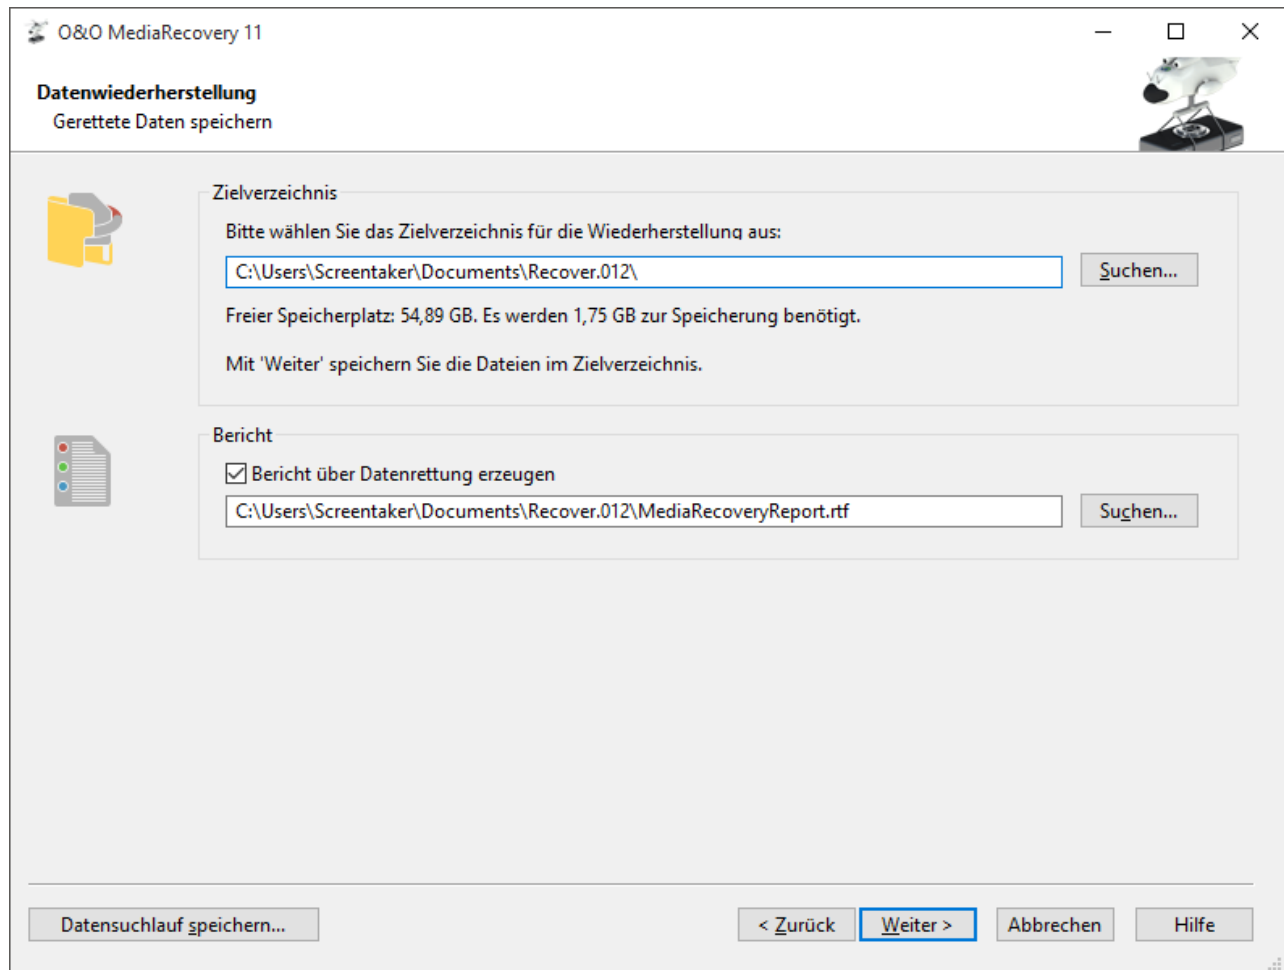 O&O MediaRecovery 11
Datenwiederherstellung
Gerettete Daten speichern
Zielverzeichnis
Bitte wählen Sie das Zielverzeichnis für die Wiederherstellung aus:
C:\Users\Screentaker\Documents\Recover.012\
Suchen...
Freier Speicherplatz: 54,89 GB. Es werden 1,75 GB zur Speicherung benötigt.
Mit 'Weiter' speichern Sie die Dateien im Zielverzeichnis.
Bericht
Bericht über Datenrettung erzeugen
C:\Users\Screentaker\Documents\Recover.012\MediaRecoveryReport.rtf
Suchen...
Datensuchlauf speichern...
< Zurück
Weiter >
Abbrechen
Hilfe